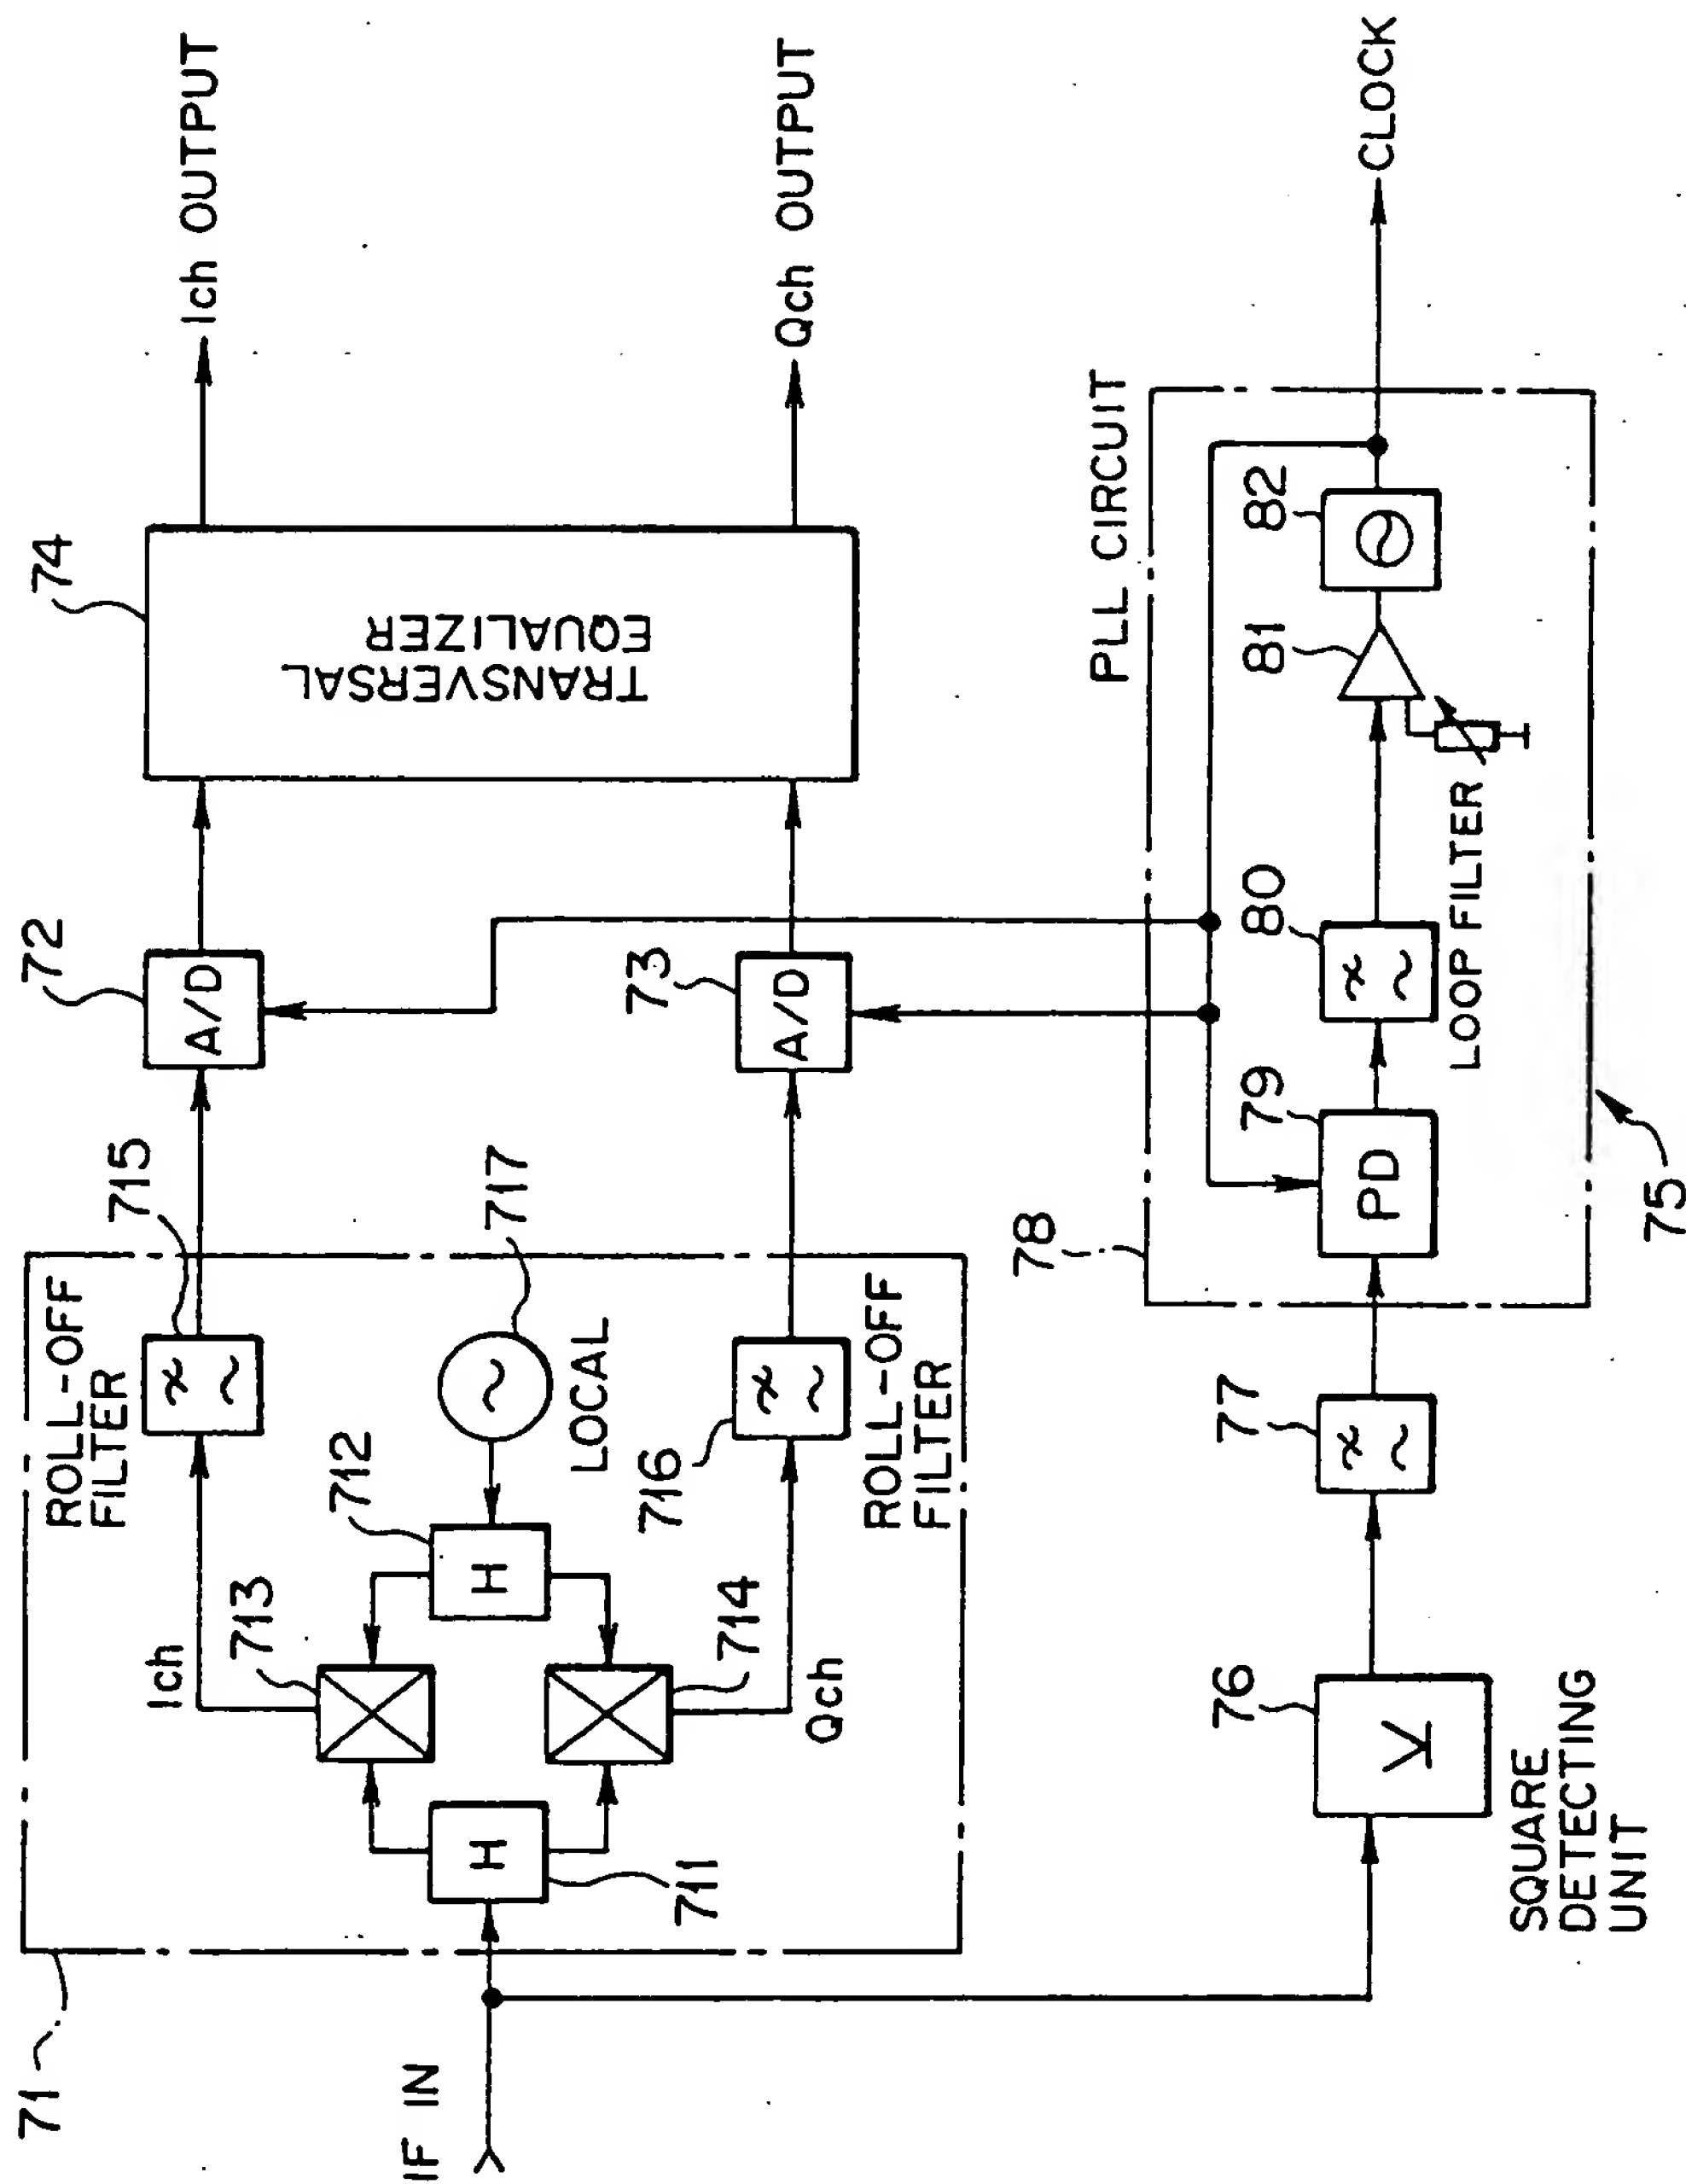 71
IF IN
ROLL-OFF
FILTER
715
Ich
713
712
717
LOCAL
H
H
711
714
716
Qch
ROLL-OFF
FILTER
72
A/D
73
A/D
74
TRANSVERSAL
EQUALIZER
Ich OUTPUT
Qch OUTPUT
76
SQUARE
DETECTING
UNIT
77
78
PLL CIRCUIT
79
PD
80
LOOP FILTER
81
82
CLOCK
75